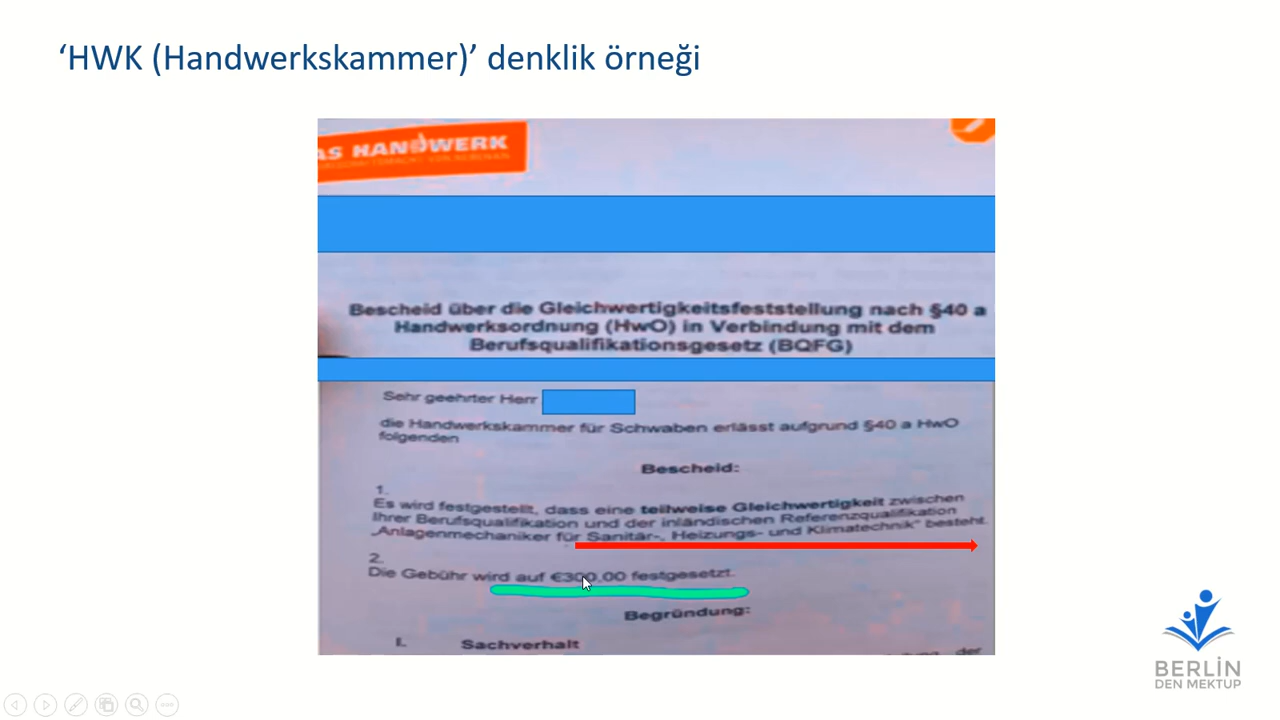 ‘HWK (Handwerkskammer)’ denklik örneği
AS HANDWERK
Bescheid über die Gleichwertigkeitsfeststellung nach §40 a
Handwerksordnung (HwO) in Verbindung mit dem
Berufsqualifikationsgesetz (BQFG)
Sehr geehrter Herr
die Handwerkskammer für Schwaben erlässt aufgrund §40 a HwO
folgenden
Bescheid:
1.
Es wird festgestellt, dass eine teilweise Gleichwertigkeit zwischen
Ihrer Berufsqualifikation und der inländischen Referenzqualifikation
„Anlagenmechaniker für Sanitär-, Heizungs- und Klimatechnik“ besteht.
2.
Die Gebühr wird auf €300,00 festgesetzt.
Begründung:
I. Sachverhalt
der
BERLİN
DEN MEKTUP